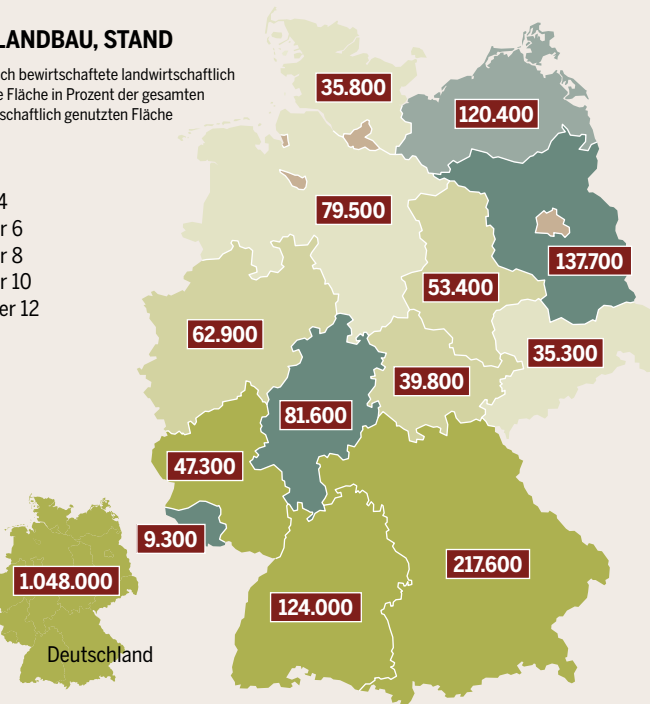 LANDBAU, STAND
ch bewirtschaftete landwirtschaftlich
e Fläche in Prozent der gesamten
schaftlich genutzten Fläche
4
r 6
r 8
r 10
er 12
35.800
120.400
79.500
137.700
53.400
62.900
35.300
39.800
81.600
47.300
9.300
217.600
1.048.000
124.000
Deutschland